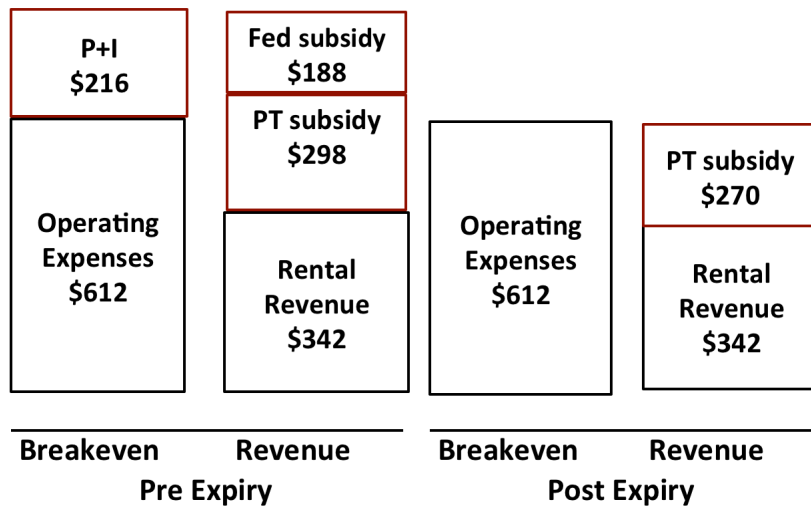 P+I
$216
Operating
Expenses
$612
Fed subsidy
$188
PT subsidy
$298
Rental
Revenue
$342
Operating
Expenses
$612
PT subsidy
$270
Rental
Revenue
$342
Breakeven
Revenue
Breakeven
Revenue
Pre Expiry
Post Expiry